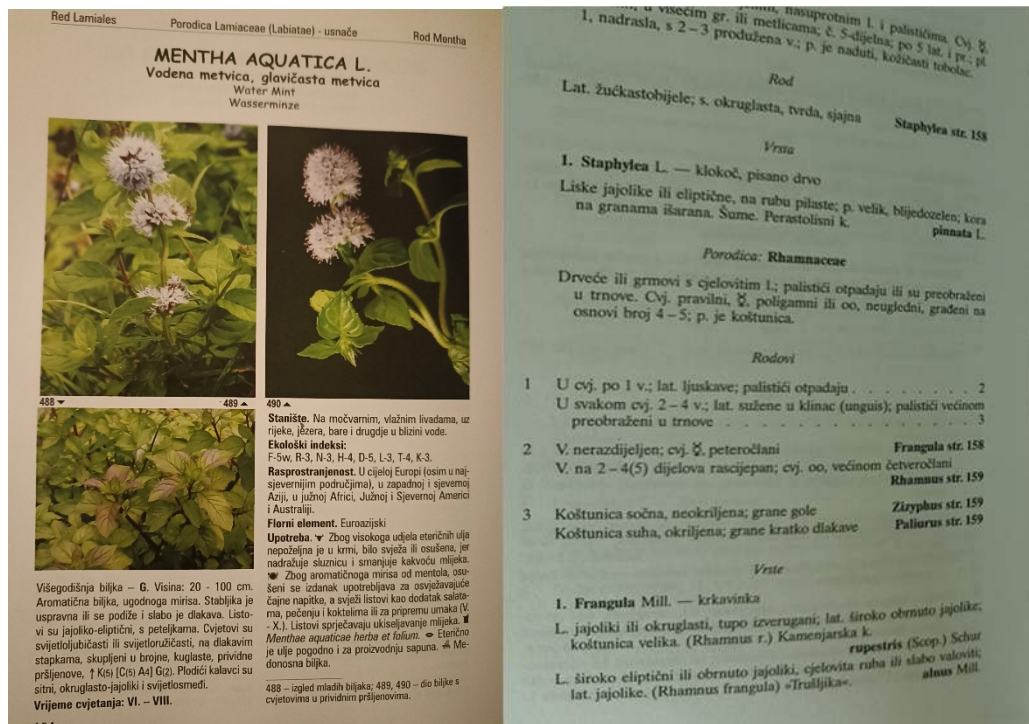 Red Lamiales
Porodica Lamiaceae (Labiatae) - usnače
Rod Mentha
MENTHA AQUATICA L.
Vodena metvica, glavičasta metvica
Water Mint
Wasserminze
488 ▾
489 ▴
490 ▴
Višegodišnja biljka – G. Visina: 20 - 100 cm.
Aromatična biljka, ugodnoga mirisa. Stabljika je
uspravna ili se podiže i slabo je dlakava. Listo-
vi su jajoliko-eliptični, s peteljkama. Cvjetovi su
svijetloljubičasti ili svijetloružičasti, na dlakavim
stapkama, skupljeni u brojne, kuglaste, prividne
pršljenove, ↑ K(5) [C(5) A4] G(2). Plodići kalavci su
sitni, okruglasto-jajoliki i svijetlosmeđi.
Vrijeme cvjetanja: VI. – VIII.
Stanište. Na močvarnim, vlažnim livadama, uz
rijeke, jezera, bare i drugdje u blizini vode.
Ekološki indeksi:
F-5w, R-3, N-3, H-4, D-5, L-3, T-4, K-3.
Rasprostranjenost. U cijeloj Europi (osim u naj-
sjevernijim područjima), u zapadnoj i sjevernoj
Aziji, u južnoj Africi, Južnoj i Sjevernoj Americi
i Australiji.
Florni element. Euroazijski
Upotreba. Zbog visokoga udjela eteričnih ulja
nepoželjna je u krmi, bilo svježa ili osušena, jer
nadražuje sluznicu i smanjuje kakvoću mlijeka.
Zbog aromatičnoga mirisa od mentola, osu-
šeni se izdanak upotrebljava za osvježavajuće
čajne napitke, a svježi listovi kao dodatak salata-
ma, pečenju i koktelima ili za pripremu umaka (V.
- X.). Listovi sprječavaju ukiseljavanje mlijeka.
Menthae aquaticae herba et folium. Eterično
je ulje pogodno i za proizvodnju sapuna. Me-
donosna biljka.
488 – izgled mladih biljaka; 489, 490 – dio biljke s
cvjetovima u prividnim pršljenovima.
nasuprotnim l. i palistićima. Cvj. ☿,
u visećim gr. ili metlicama; č. 5-dijelna; po 5 lat. i pr.; pl.
1, nadrasla, s 2 – 3 produžena v.; p. je naduti, kožičasti tobolac.
Rod
Lat. žućkastobijele; s. okruglasta, tvrda, sjajna
Staphylea str. 158
Vrsta
1. Staphylea L. — klokoč, pisano drvo
Liske jajolike ili eliptične, na rubu pilaste; p. velik, blijedozelen; kora
na granama išarana. Šume. Perastolisni k.
pinnata L.
Porodica: Rhamnaceae
Drveće ili grmovi s cjelovitim l.; palistići otpadaju ili su preobraženi
u trnove. Cvj. pravilni, ☿, poligamni ili oo, neugledni, građeni na
osnovi broj 4 – 5; p. je koštunica.
Rodovi
1 U cvj. po 1 v.; lat. ljuskave; palistići otpadaju . . . . . . . . . . 2
U svakom cvj. 2 – 4 v.; lat. sužene u klinac (unguis); palistići većinom
preobraženi u trnove . . . . . . . . . . . . . . . . 3
2 V. nerazdijeljen; cvj. ☿, peteročlani Frangula str. 158
V. na 2 – 4(5) dijelova rascijepan; cvj. oo, većinom četveročlani
Rhamnus str. 159
3 Koštunica sočna, neokriljena; grane gole Zizyphus str. 159
Koštunica suha, okriljena; grane kratko dlakave Paliurus str. 159
Vrste
1. Frangula Mill. — krkavinka
L. jajoliki ili okruglasti, tupo izverugani; lat. široko obrnuto jajolike;
koštunica velika. (Rhamnus r.) Kamenjarska k.
rupestris (Scop.) Schur
L. široko eliptični ili obrnuto jajoliki, cjelovita ruba ili slabo valoviti;
lat. jajolike. (Rhamnus frangula) »Trušljika«.
alnus Mill.